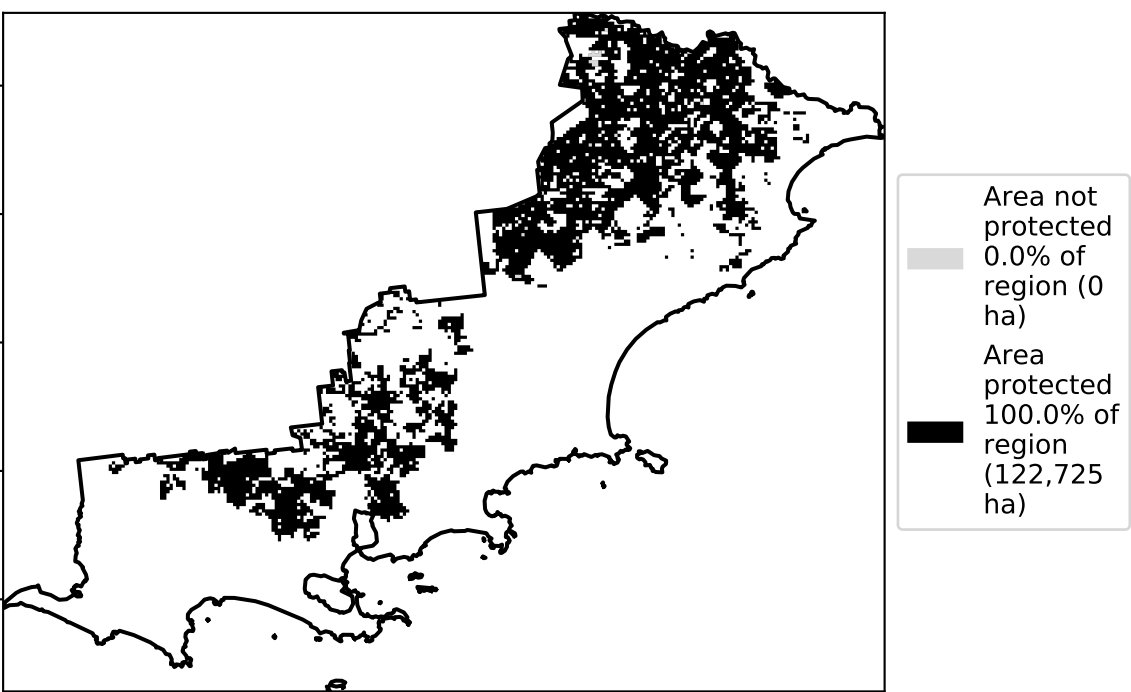 Area not
protected
0.0% of
region (0
ha)
Area
protected
100.0% of
region
(122,725
ha)